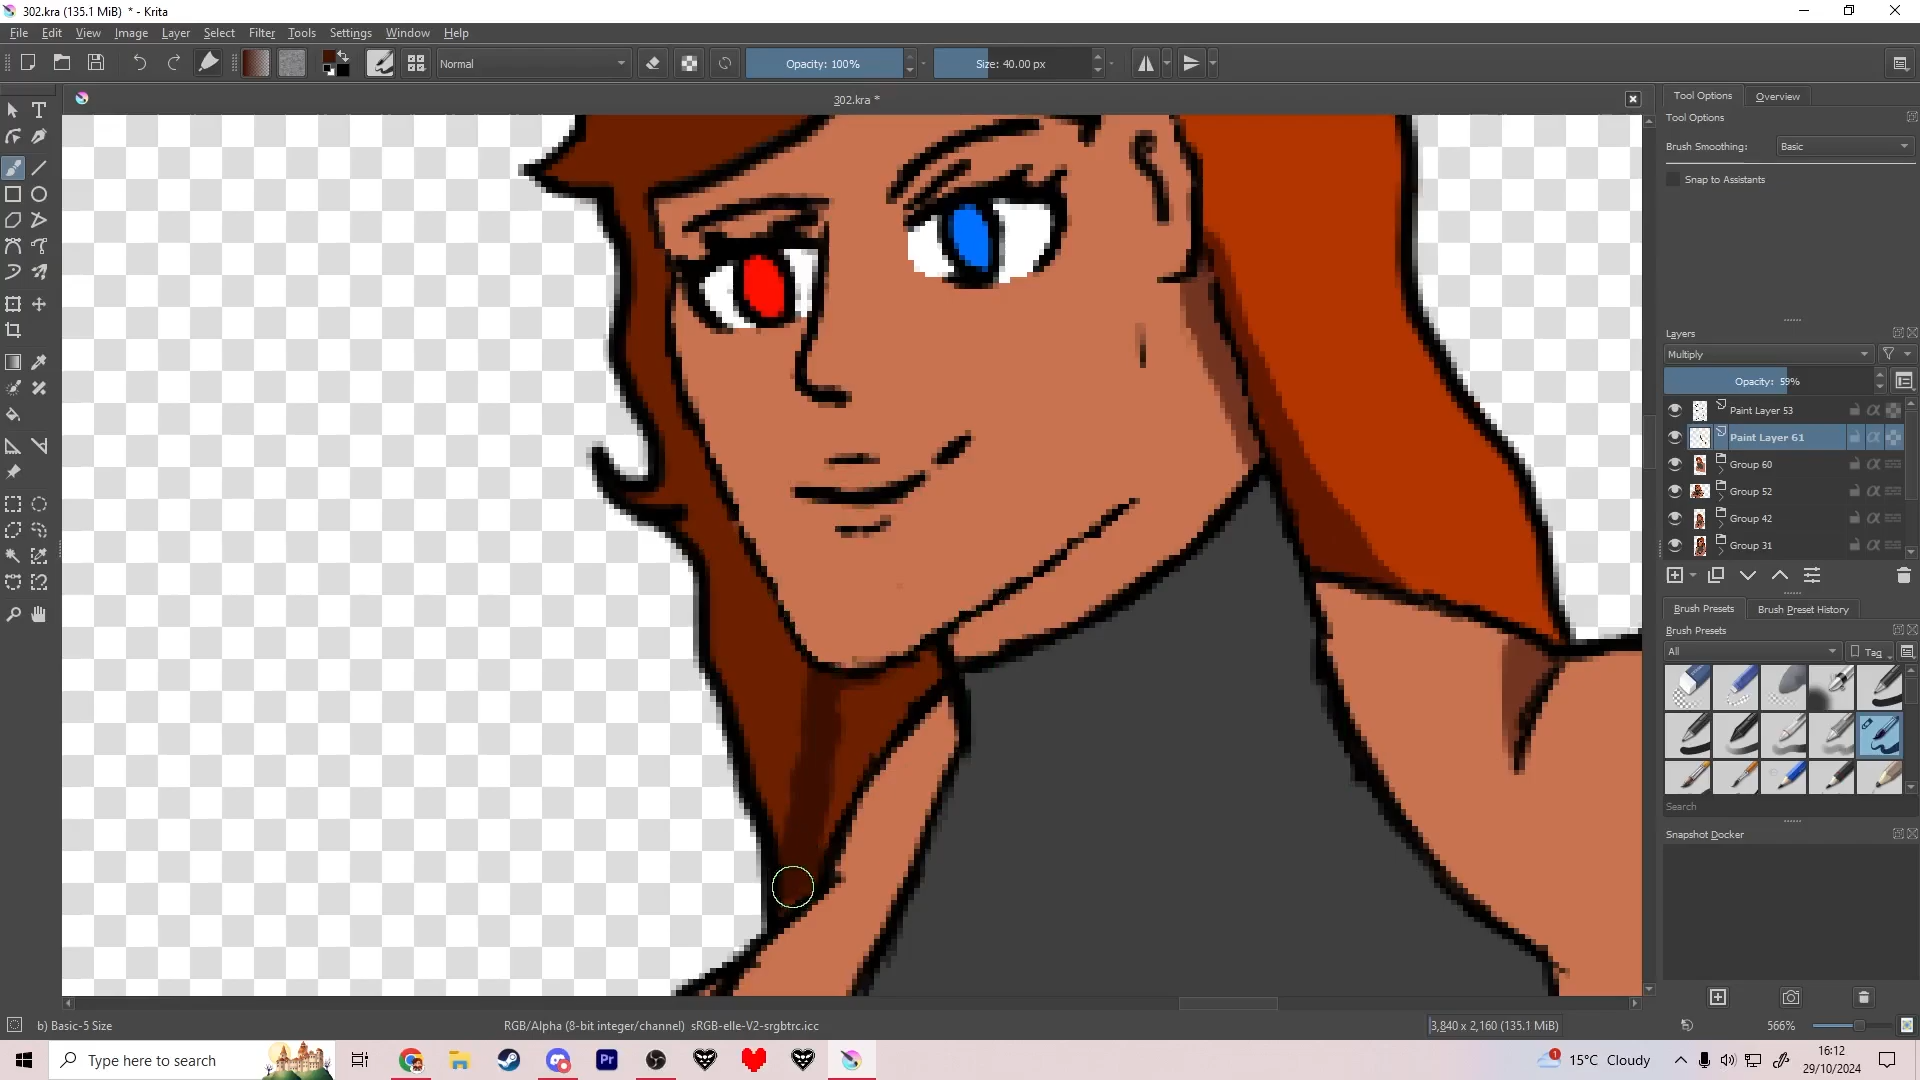 302.kra (135.1 MiB) * - Krita
File Edit View Image Layer Select Filter Tools Settings Window Help
Normal
Opacity: 100%
Size: 40.00 px
302.kra *
Tool Options
Overview
Tool Options
Brush Smoothing:
Basic
Snap to Assistants
Layers
Multiply
Opacity: 59%
Paint Layer 53
Paint Layer 61
Group 60
Group 52
Group 42
Group 31
Brush Presets
Brush Preset History
Brush Presets
All
Tag
Search
Snapshot Docker
b) Basic-5 Size
RGB/Alpha (8-bit integer/channel) sRGB-elle-V2-srgbtrc.icc
3,840 x 2,160 (135.1 MiB)
566%
Type here to search
Pr
1
15°C Cloudy
16:12
29/10/2024